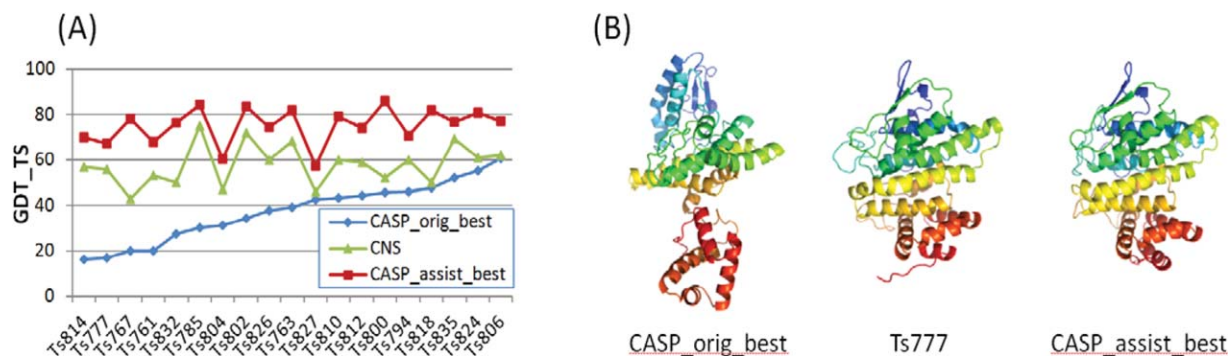 (A)
GDT_TS
100
80
60
40
20
0
CASP_orig_best
CNS
CASP_assist_best
Ts814
Ts777
Ts767
Ts761
Ts832
Ts785
Ts804
Ts802
Ts826
Ts763
Ts827
Ts810
Ts812
Ts800
Ts794
Ts818
Ts835
Ts824
Ts806
(B)
CASP_orig_best
Ts777
CASP_assist_best